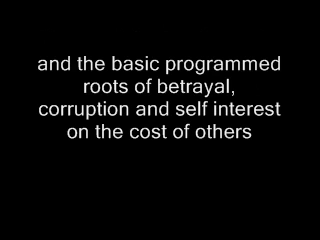 and the basic programmed
roots of betrayal,
corruption and self interest
on the cost of others